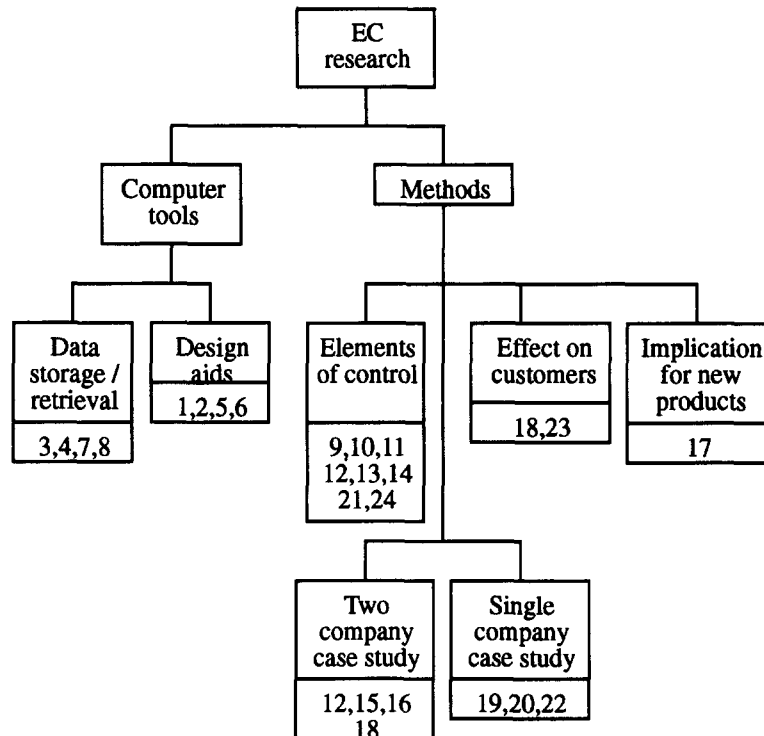 EC
research
Computer
tools
Methods
Data
storage /
retrieval
3,4,7,8
Design
aids
1,2,5,6
Elements
of control
9,10,11
12,13,14
21,24
Effect on
customers
18,23
Implication
for new
products
17
Two
company
case study
12,15,16
18
Single
company
case study
19,20,22